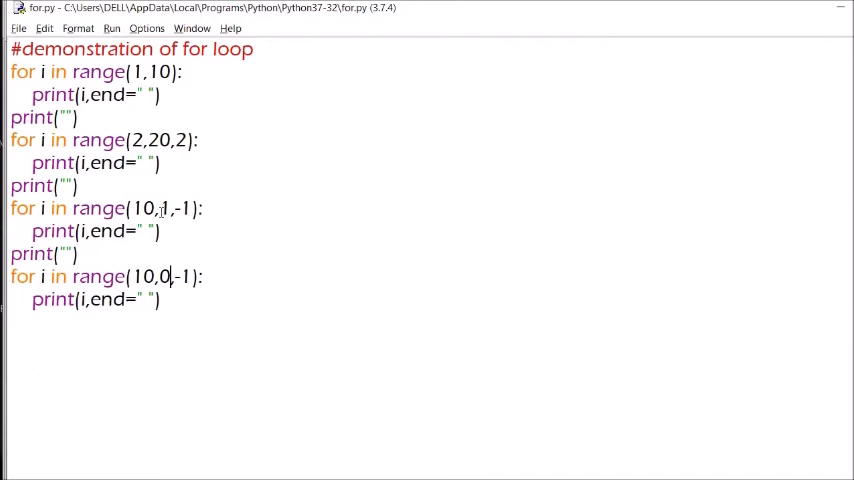 for.py - C:\Users\DELL\AppData\Local\Programs\Python\Python37-32\for.py (3.7.4)
File Edit Format Run Options Window Help
#demonstration of for loop
for i in range(1,10):
    print(i,end=" ")
print("")
for i in range(2,20,2):
    print(i,end=" ")
print("")
for i in range(10,1,-1):
    print(i,end=" ")
print("")
for i in range(10,0,-1):
    print(i,end=" ")